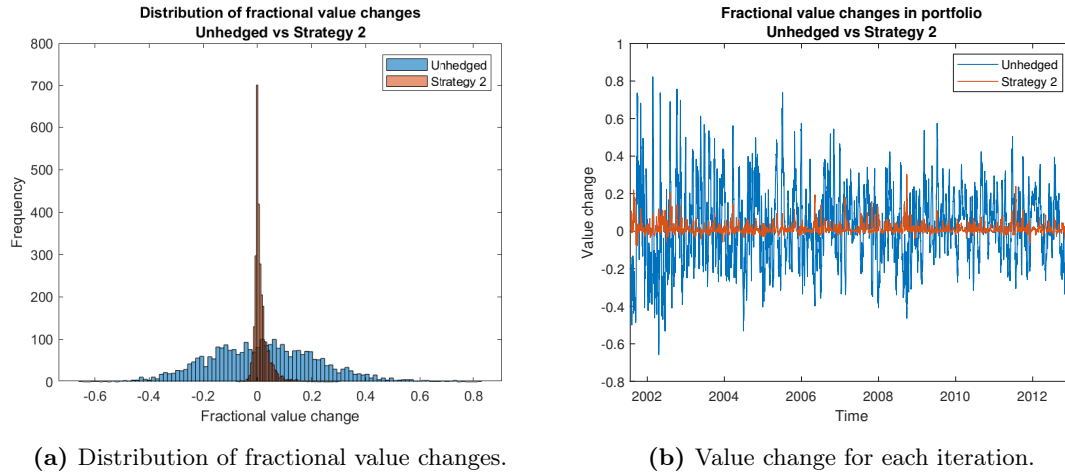 Distribution of fractional value changes
Unhedged vs Strategy 2
800
700
600
500
400
300
200
100
0
Frequency
Unhedged
Strategy 2
-0.6
-0.4
-0.2
0
0.2
0.4
0.6
0.8
Fractional value change
(a) Distribution of fractional value changes.
Fractional value changes in portfolio
Unhedged vs Strategy 2
1
0.8
0.6
0.4
0.2
0
-0.2
-0.4
-0.6
-0.8
Value change
Unhedged
Strategy 2
2002
2004
2006
2008
2010
2012
Time
(b) Value change for each iteration.